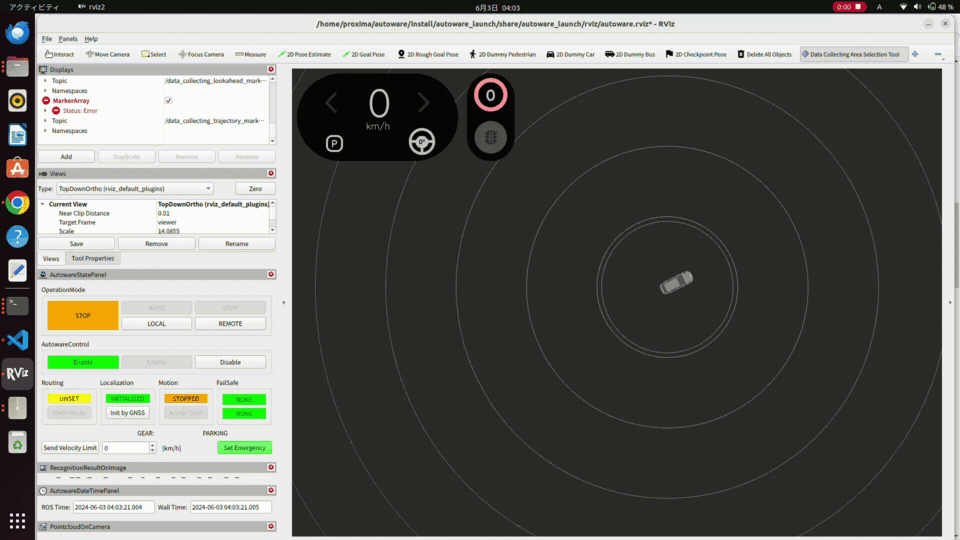 アクティビティ rviz2 6月3日 04:03 0:00 A 48 %
/home/proxima/autoware/install/autoware_launch/share/autoware_launch/rviz/autoware.rviz* - RViz
File Panels Help
Interact Move Camera Select Focus Camera Measure 2D Pose Estimate 2D Goal Pose 2D Rough Goal Pose 2D Dummy Pedestrian 2D Dummy Car 2D Dummy Bus 2D Checkpoint Pose Delete All Objects Data Collecting Area Selection Tool
Displays
Topic /data_collecting_lookahead_mark···
Namespaces
MarkerArray
Status: Error
Topic /data_collecting_trajectory_mark···
Namespaces
Add Duplicate Remove Rename
Views
Type: TopDownOrtho (rviz_default_plugins) Zero
Current View TopDownOrtho (rviz_default_plugins)
Near Clip Distance 0.01
Target Frame viewer
Scale 14.0855
Save Remove Rename
Views Tool Properties
AutowareStatePanel
OperationMode
STOP AUTO STOP
LOCAL REMOTE
AutowareControl
Enable Enable Disable
Routing Localization Motion FailSafe
UNSET INITIALIZED STOPPED NONE
Clear Route Init by GNSS Accept Start NONE
GEAR: PARKING
Send Velocity Limit 0 [km/h] Set Emergency
RecognitionResultOnImage
AutowareDateTimePanel
ROS Time: 2024-06-03 04:03:21.004 Wall Time: 2024-06-03 04:03:21.005
PointcloudOnCamera
0
km/h
P
0
RViz